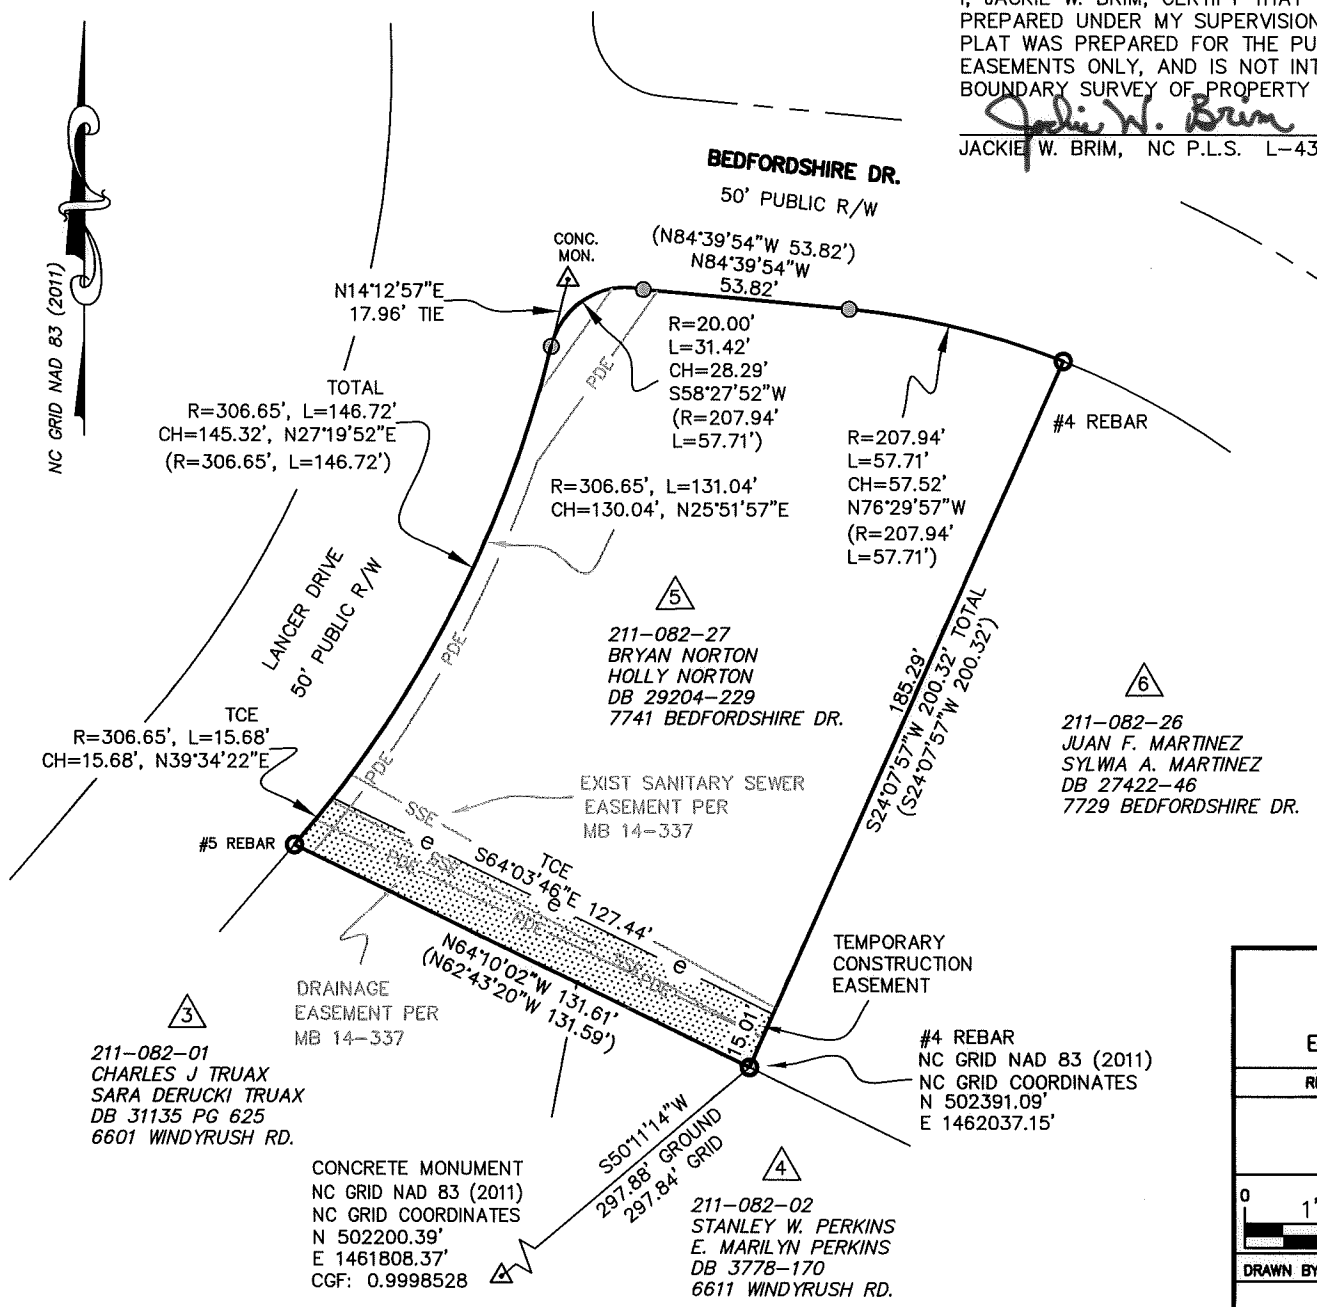 I, JACKIE W. BRIM, CERTIFY THAT
PREPARED UNDER MY SUPERVISION
PLAT WAS PREPARED FOR THE PU
EASEMENTS ONLY, AND IS NOT INT
BOUNDARY SURVEY OF PROPERTY
Jackie W. Brim
JACKIE W. BRIM, NC P.L.S. L-43
NC GRID NAD 83 (2011)
BEDFORDSHIRE DR.
50' PUBLIC R/W
CONC.
MON.
(N84°39'54"W 53.82')
N84°39'54"W
53.82'
N14°12'57"E
17.96' TIE
R=20.00'
L=31.42'
CH=28.29'
S58°27'52"W
(R=207.94'
L=57.71')
PDE
TOTAL
R=306.65', L=146.72'
CH=145.32', N27°19'52"E
(R=306.65', L=146.72')
#4 REBAR
R=207.94'
L=57.71'
CH=57.52'
N76°29'57"W
(R=207.94'
L=57.71')
R=306.65', L=131.04'
CH=130.04', N25°51'57"E
LANCER DRIVE
50' PUBLIC R/W
PDE
5
211-082-27
BRYAN NORTON
HOLLY NORTON
DB 29204-229
7741 BEDFORDSHIRE DR.
185.29'
S24°07'57"W 200.32' TOTAL
(S24°07'57"W 200.32')
6
211-082-26
JUAN F. MARTINEZ
SYLWIA A. MARTINEZ
DB 27422-46
7729 BEDFORDSHIRE DR.
TCE
R=306.65', L=15.68'
CH=15.68', N39°34'22"E
PDE
EXIST SANITARY SEWER
EASEMENT PER
MB 14-337
SSE
#5 REBAR
TCE
S64°03'46"E 127.44'
e
e
e
PDE
SSE
PDE
SSE
PDE
N64°10'02"W 131.61'
(N62°43'20"W 131.59')
15.01'
TEMPORARY
CONSTRUCTION
EASEMENT
DRAINAGE
EASEMENT PER
MB 14-337
3
211-082-01
CHARLES J TRUAX
SARA DERUCKI TRUAX
DB 31135 PG 625
6601 WINDYRUSH RD.
#4 REBAR
NC GRID NAD 83 (2011)
NC GRID COORDINATES
N 502391.09'
E 1462037.15'
S50°11'14"W
297.88' GROUND
297.84' GRID
CONCRETE MONUMENT
NC GRID NAD 83 (2011)
NC GRID COORDINATES
N 502200.39'
E 1461808.37'
CGF: 0.9998528
4
211-082-02
STANLEY W. PERKINS
E. MARILYN PERKINS
DB 3778-170
6611 WINDYRUSH RD.
E
R
0
1"
DRAWN BY